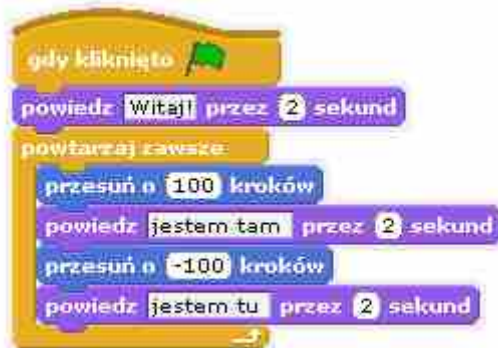 gdy kliknięto
powiedz Witaj! przez 2 sekund
powtarzaj zawsze
przesuń o 100 kroków
powiedz jestem tam przez 2 sekund
przesuń o -100 kroków
powiedz jestem tu przez 2 sekund